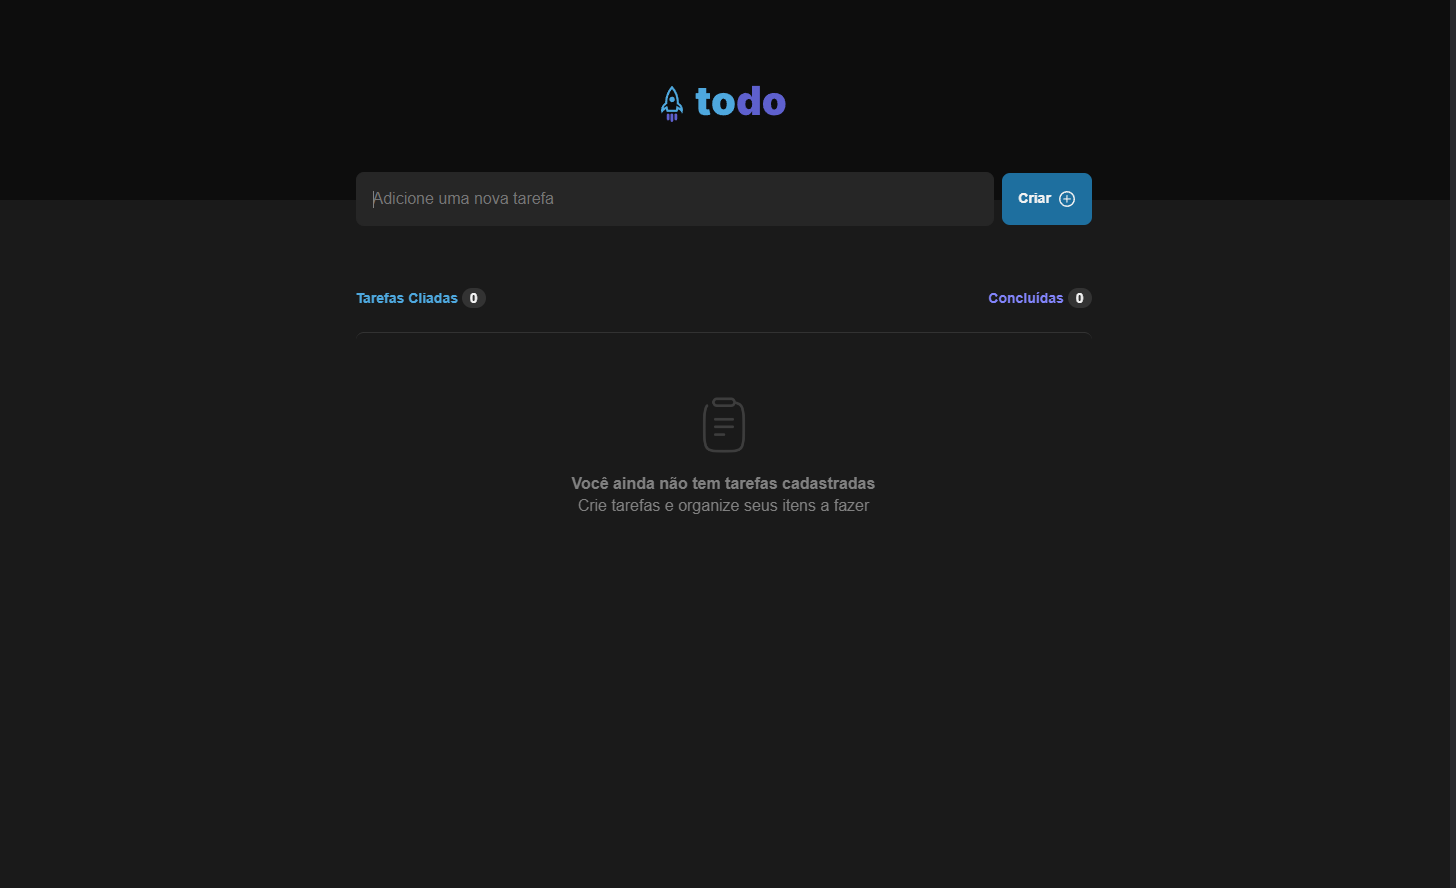 todo
Adicione uma nova tarefa
Criar
Tarefas Cliadas 0
Concluídas 0
Você ainda não tem tarefas cadastradas
Crie tarefas e organize seus itens a fazer